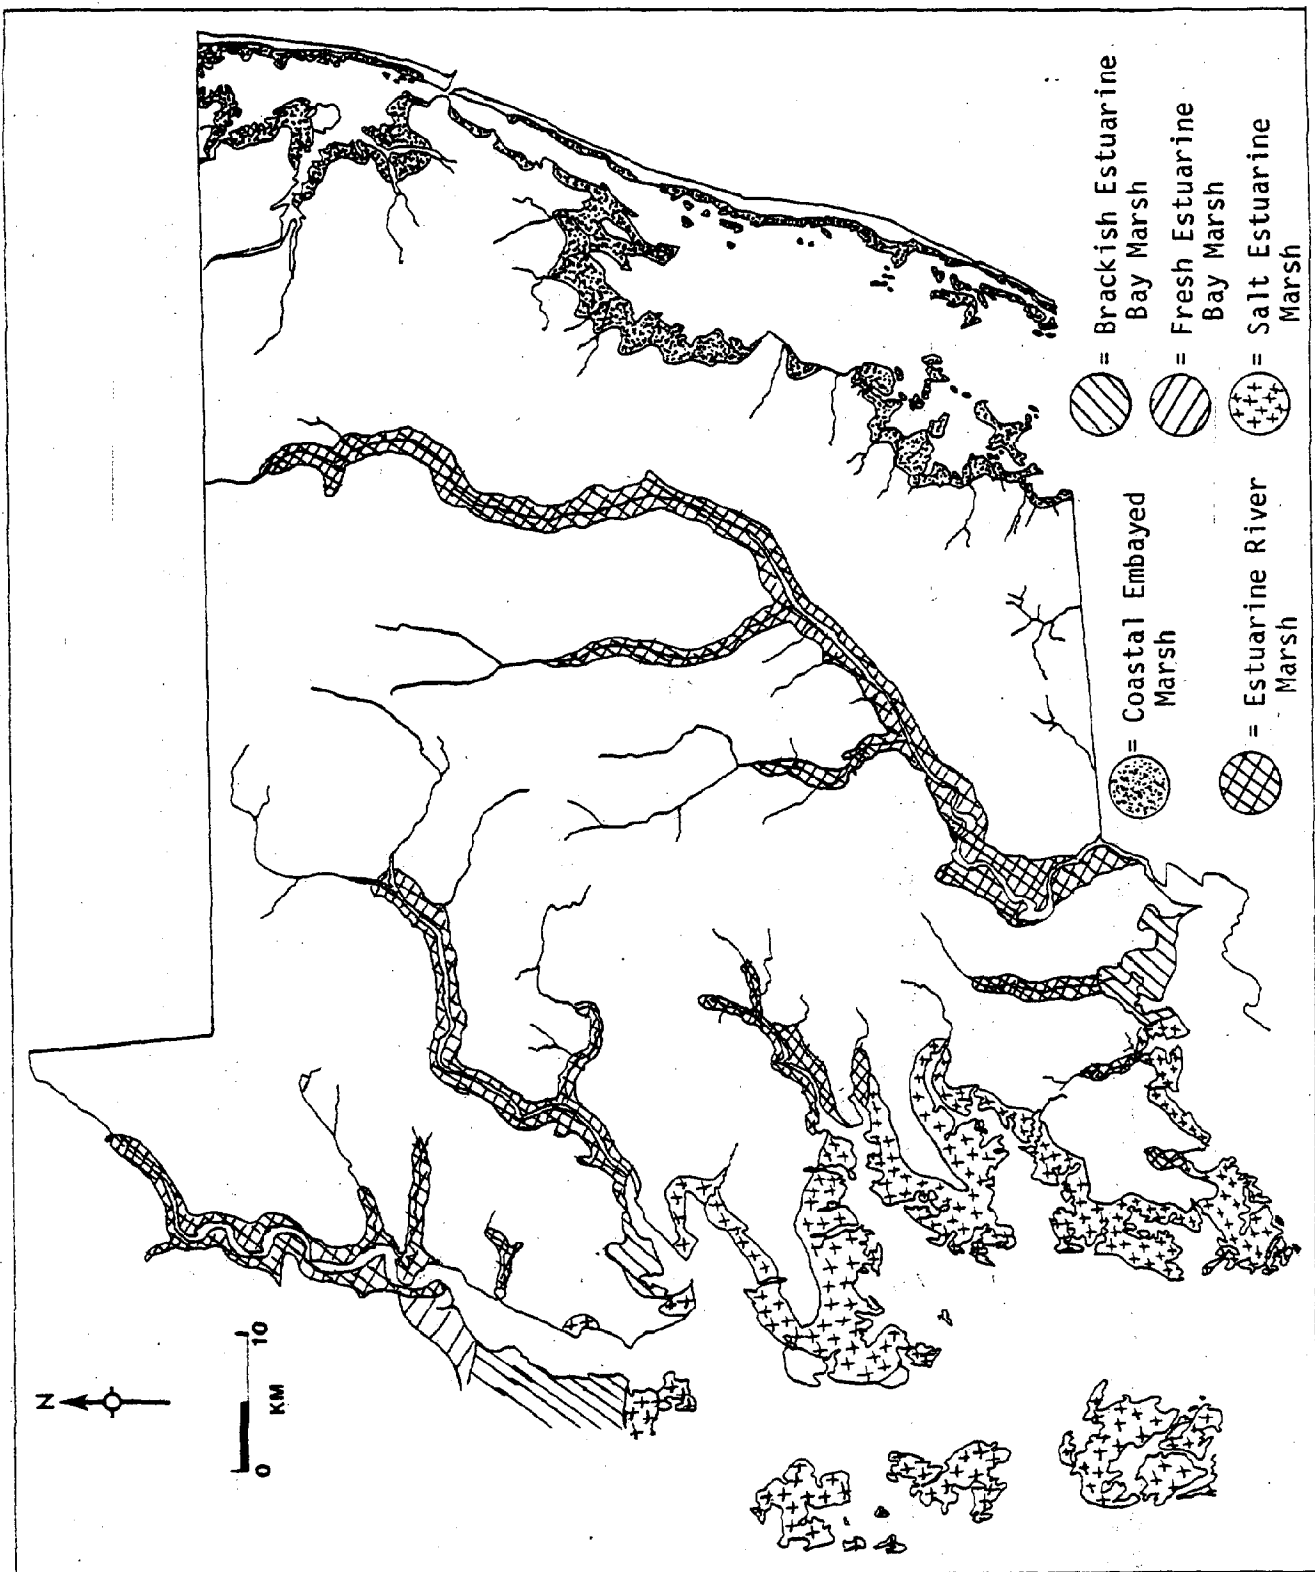 N
0
10
KM
= Coastal Embayed
Marsh
= Estuarine River
Marsh
= Brackish Estuarine
Bay Marsh
= Fresh Estuarine
Bay Marsh
= Salt Estuarine
Marsh